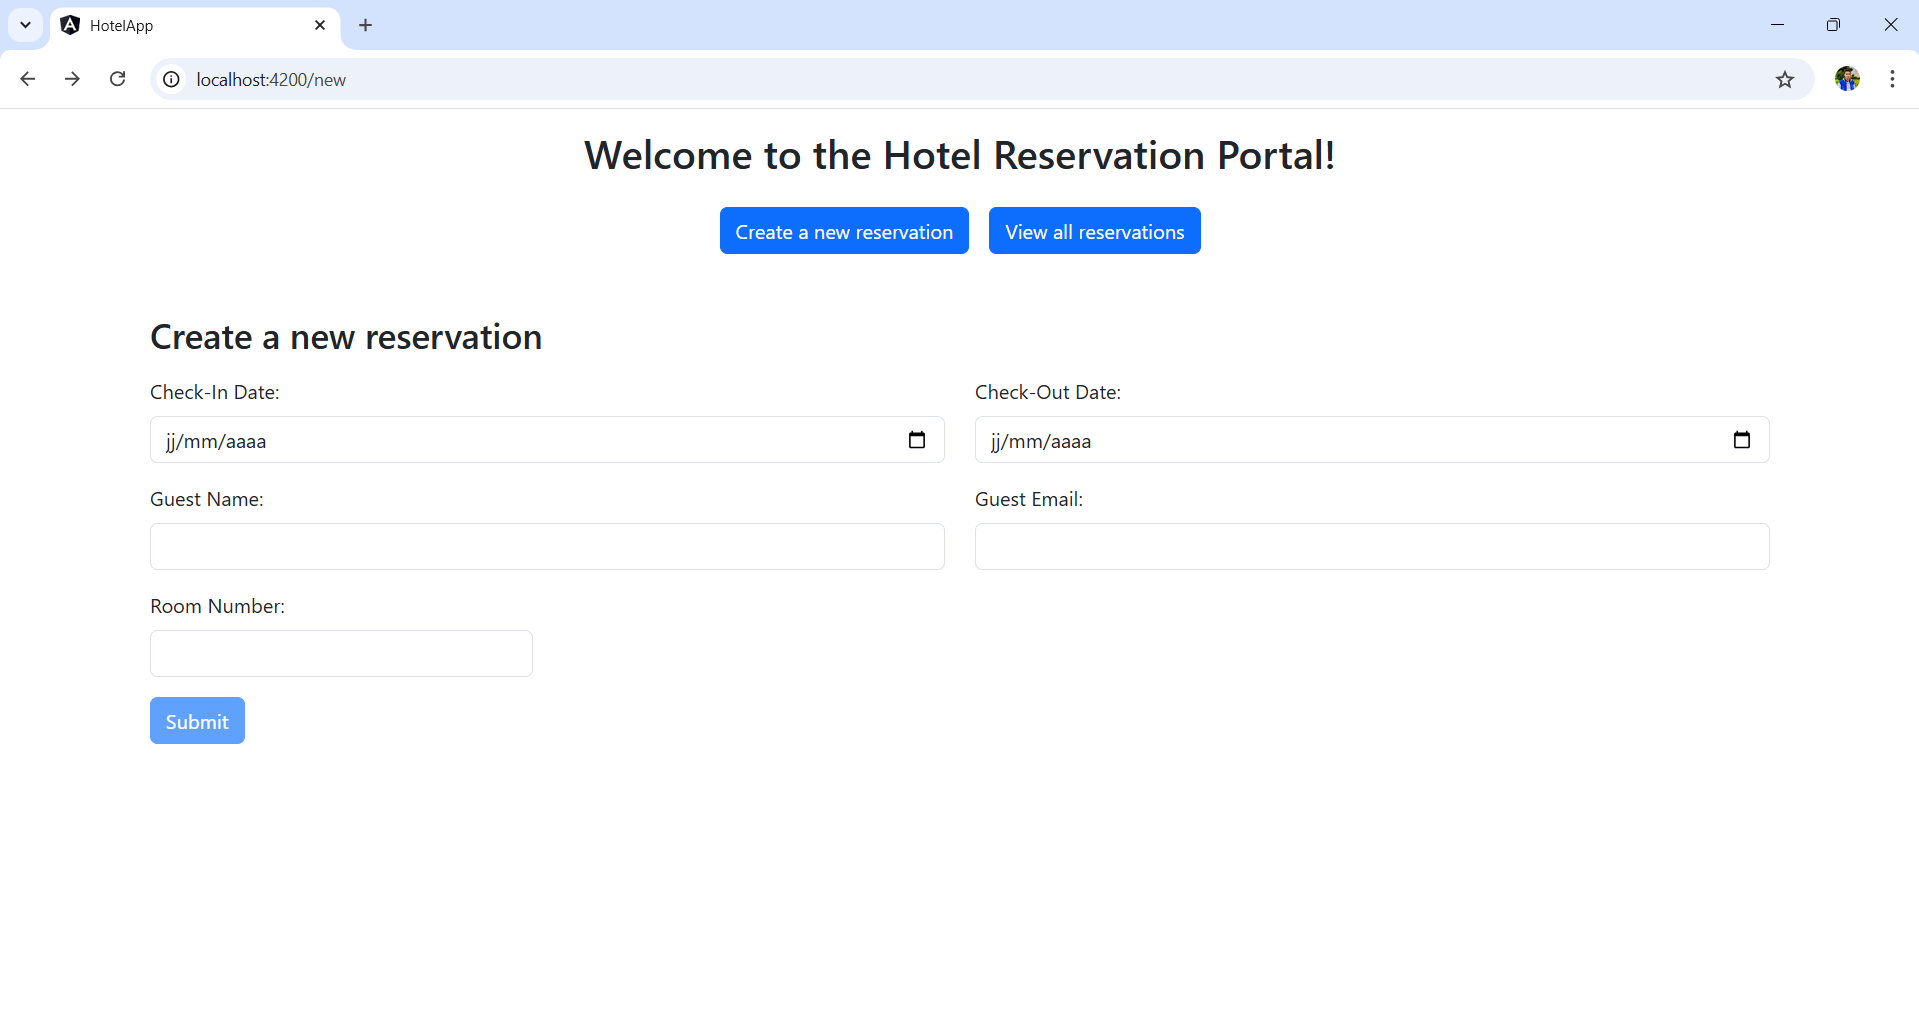 HotelApp
localhost:4200/new
Welcome to the Hotel Reservation Portal!
Create a new reservation View all reservations
Create a new reservation
Check-In Date: Check-Out Date:
jj/mm/aaaa jj/mm/aaaa
Guest Name: Guest Email:
Room Number:
Submit